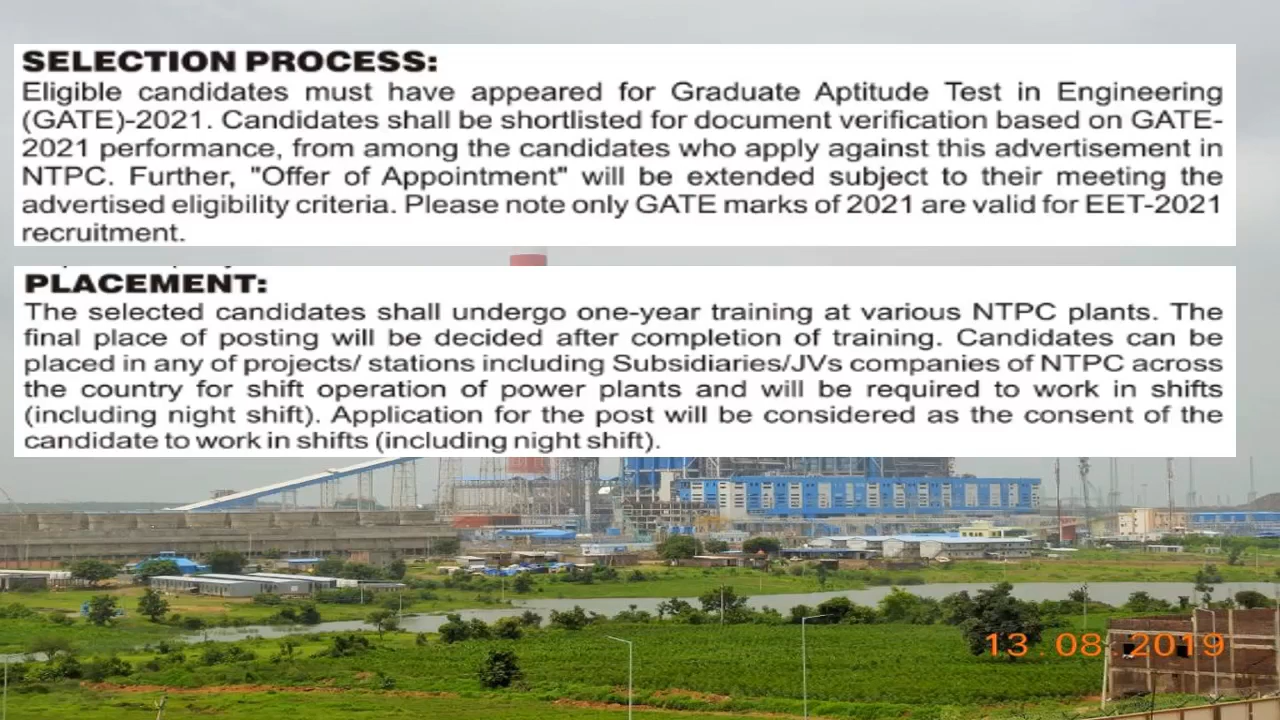 SELECTION PROCESS:
Eligible candidates must have appeared for Graduate Aptitude Test in Engineering
(GATE)-2021. Candidates shall be shortlisted for document verification based on GATE-
2021 performance, from among the candidates who apply against this advertisement in
NTPC. Further, "Offer of Appointment" will be extended subject to their meeting the
advertised eligibility criteria. Please note only GATE marks of 2021 are valid for EET-2021
recruitment.
PLACEMENT:
The selected candidates shall undergo one-year training at various NTPC plants. The
final place of posting will be decided after completion of training. Candidates can be
placed in any of projects/ stations including Subsidiaries/JVs companies of NTPC across
the country for shift operation of power plants and will be required to work in shifts
(including night shift). Application for the post will be considered as the consent of the
candidate to work in shifts (including night shift).
13.08.2019